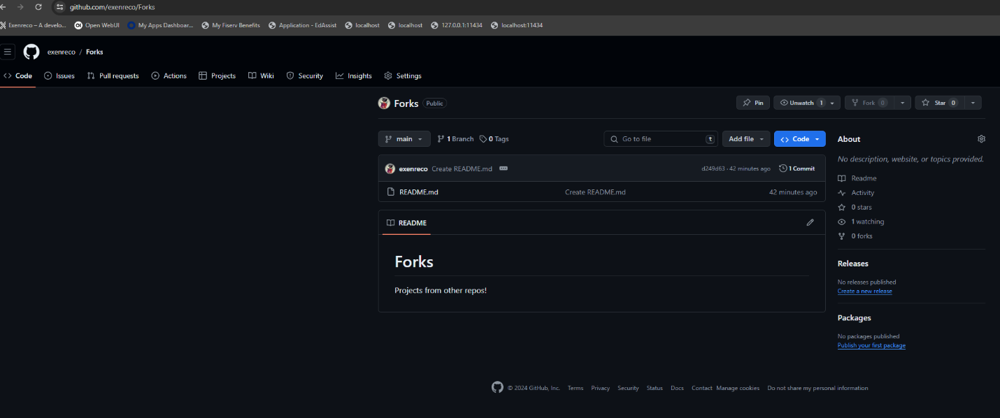 github.com/exenreco/Forks
Exenreco – A develo... Open WebUI My Apps Dashboar... My Fiserv Benefits Application - EdAssist localhost localhost 127.0.0.1:11434 localhost:11434
exenreco / Forks
Code Issues Pull requests Actions Projects Wiki Security Insights Settings
Forks Public Pin Unwatch 1 Fork 0 Star 0
main 1 Branch 0 Tags Go to file t Add file Code
About
No description, website, or topics provided.
exenreco Create README.md d249d63 · 42 minutes ago 1 Commit
README.md Create README.md 42 minutes ago
Readme
Activity
0 stars
1 watching
0 forks
README
Forks
Projects from other repos!
Releases
No releases published
Create a new release
Packages
No packages published
Publish your first package
© 2024 GitHub, Inc. Terms Privacy Security Status Docs Contact Manage cookies Do not share my personal information